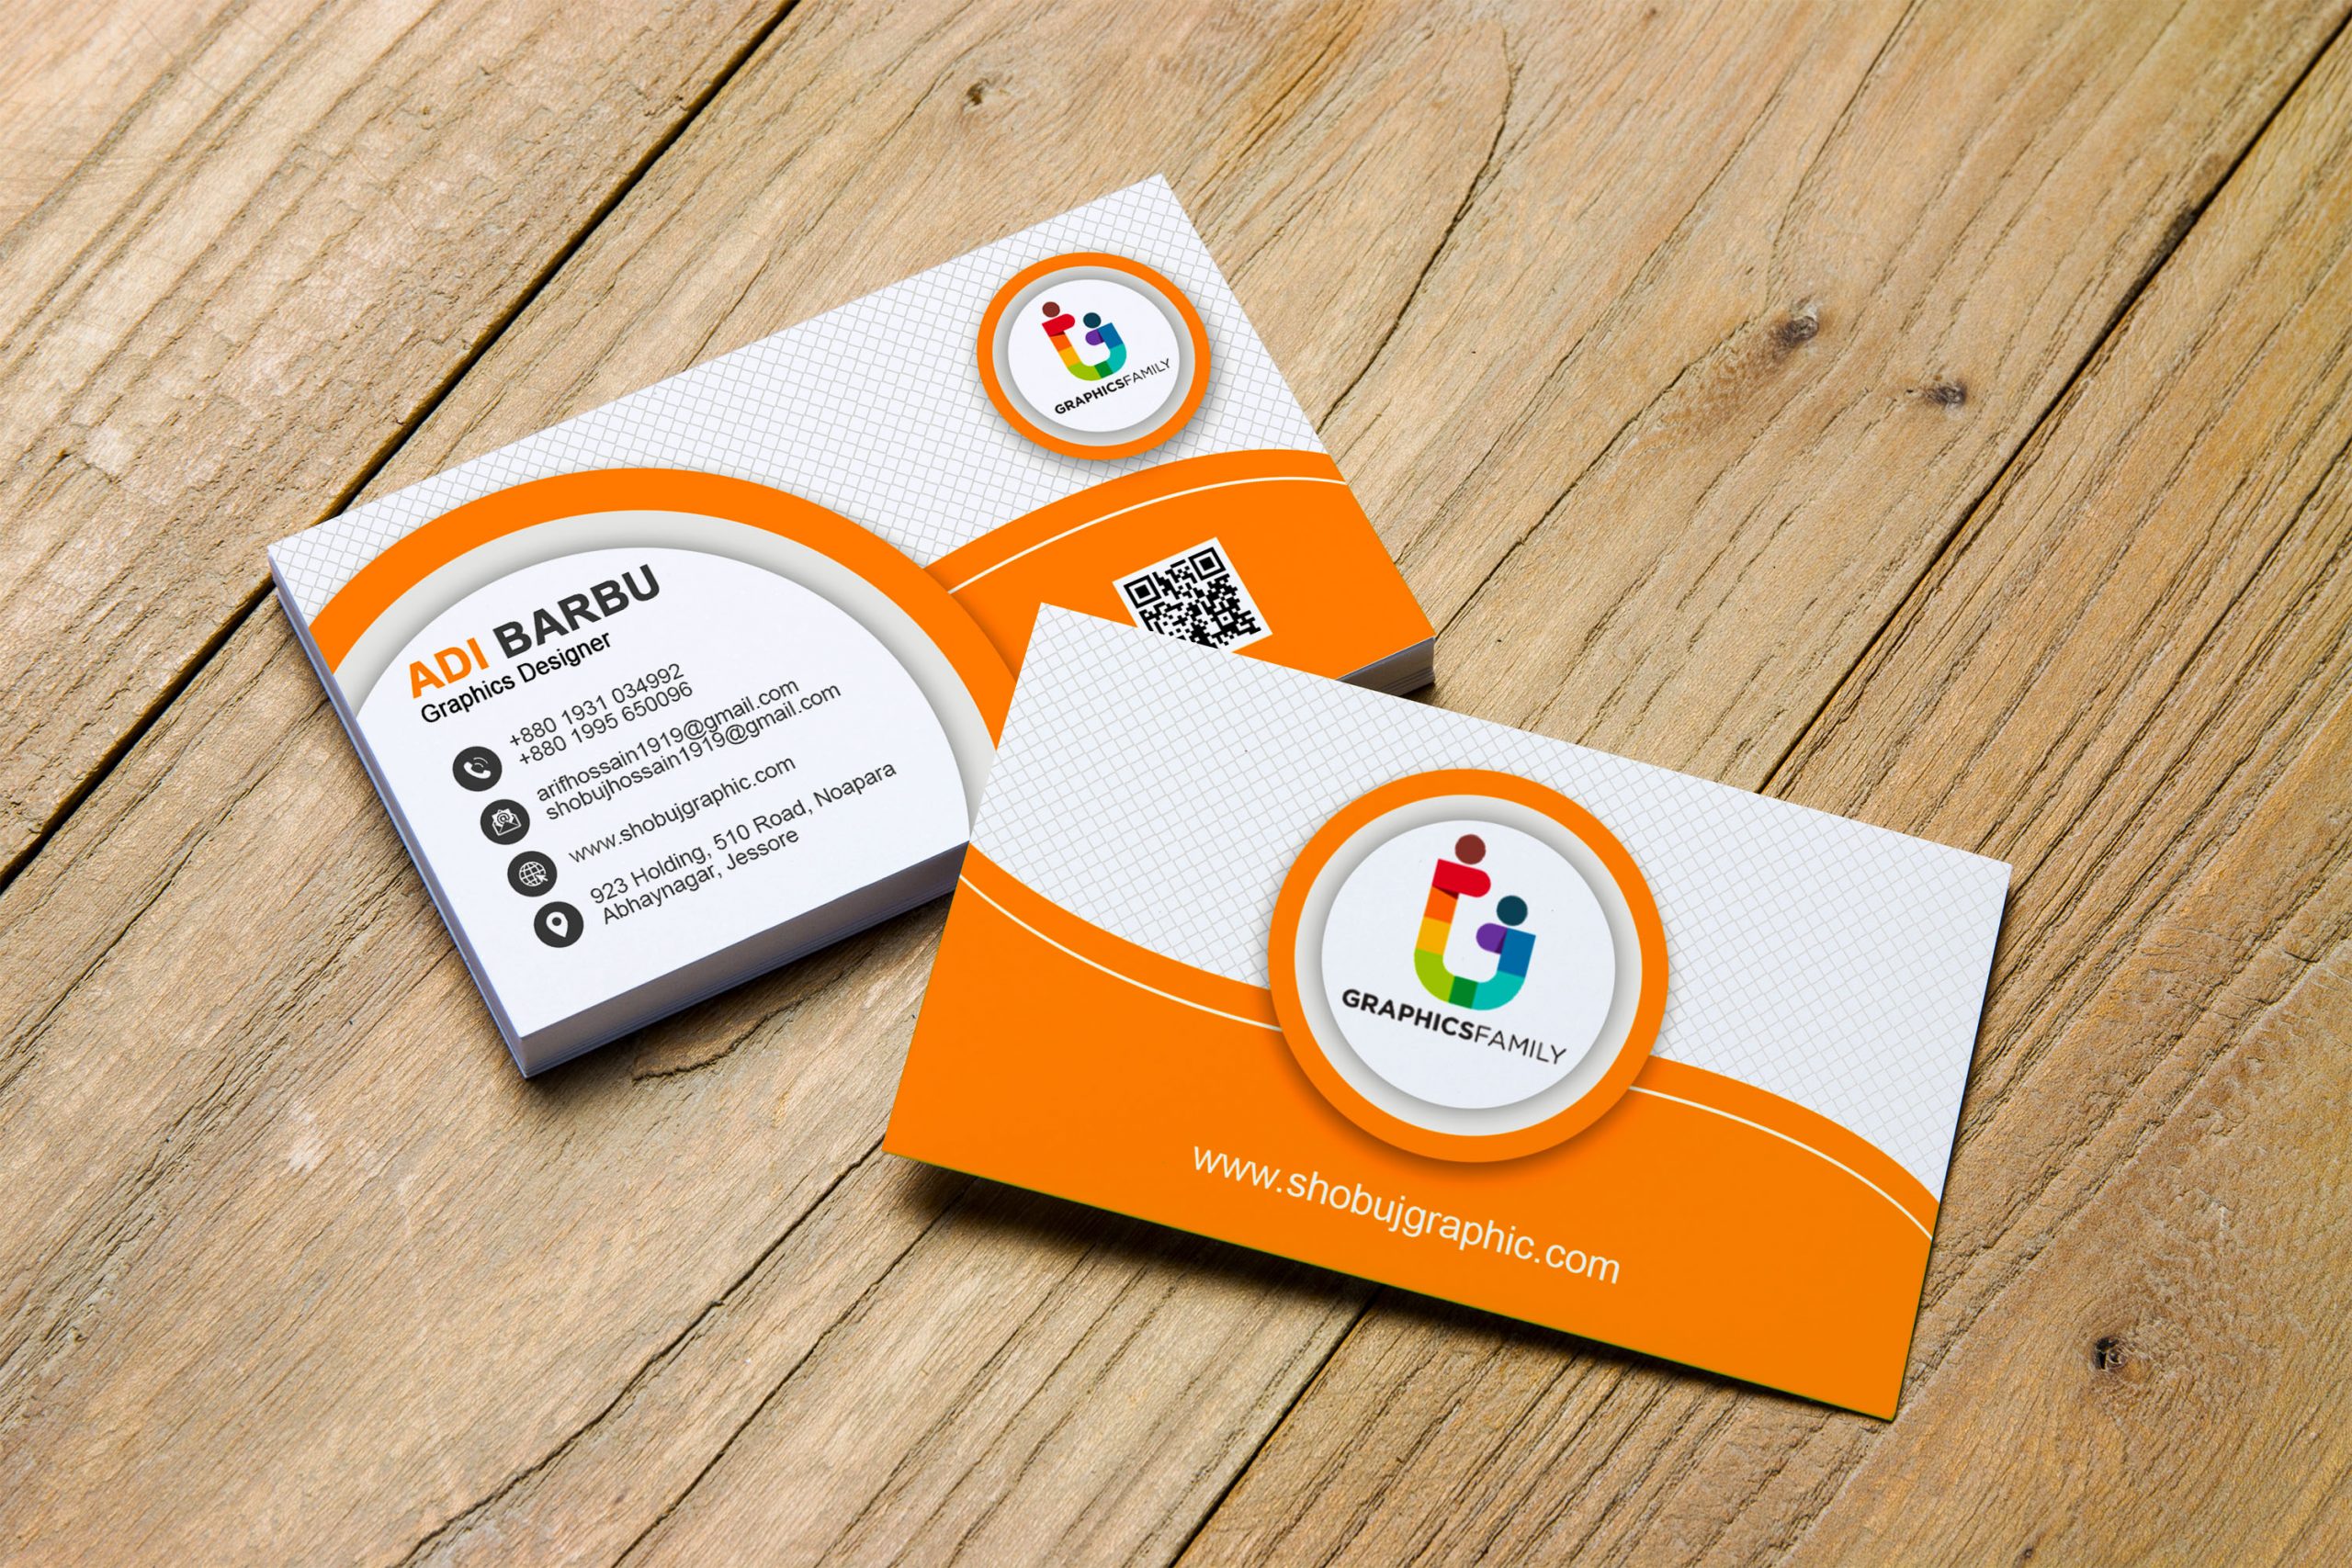 GRAPHICSFAMILY
ADI BARBU
Graphics Designer
+880 1931 034992
+880 1995 650096
arifhossain1919@gmail.com
shobujhossain1919@gmail.com
www.shobujgraphic.com
923 Holding, 510 Road, Noapara
Abhaynagar, Jessore
GRAPHICSFAMILY
www.shobujgraphic.com